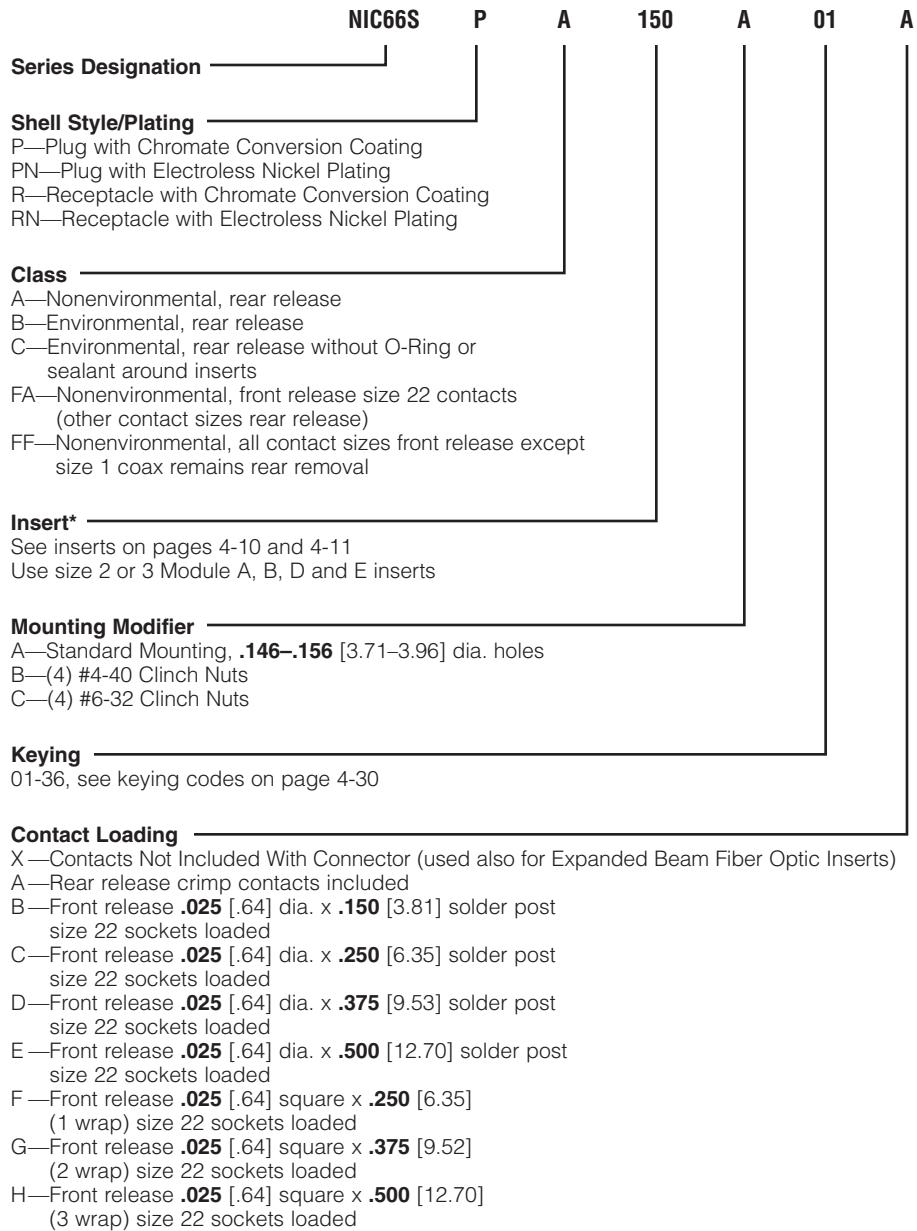 NIC66S P A 150 A 01 A
Series Designation
Shell Style/Plating
P—Plug with Chromate Conversion Coating
PN—Plug with Electroless Nickel Plating
R—Receptacle with Chromate Conversion Coating
RN—Receptacle with Electroless Nickel Plating
Class
A—Nonenvironmental, rear release
B—Environmental, rear release
C—Environmental, rear release without O-Ring or
sealant around inserts
FA—Nonenvironmental, front release size 22 contacts
(other contact sizes rear release)
FF—Nonenvironmental, all contact sizes front release except
size 1 coax remains rear removal
Insert*
See inserts on pages 4-10 and 4-11
Use size 2 or 3 Module A, B, D and E inserts
Mounting Modifier
A—Standard Mounting, .146–.156 [3.71–3.96] dia. holes
B—(4) #4-40 Clinch Nuts
C—(4) #6-32 Clinch Nuts
Keying
01-36, see keying codes on page 4-30
Contact Loading
X—Contacts Not Included With Connector (used also for Expanded Beam Fiber Optic Inserts)
A—Rear release crimp contacts included
B—Front release .025 [.64] dia. x .150 [3.81] solder post
size 22 sockets loaded
C—Front release .025 [.64] dia. x .250 [6.35] solder post
size 22 sockets loaded
D—Front release .025 [.64] dia. x .375 [9.53] solder post
size 22 sockets loaded
E—Front release .025 [.64] dia. x .500 [12.70] solder post
size 22 sockets loaded
F—Front release .025 [.64] square x .250 [6.35]
(1 wrap) size 22 sockets loaded
G—Front release .025 [.64] square x .375 [9.52]
(2 wrap) size 22 sockets loaded
H—Front release .025 [.64] square x .500 [12.70]
(3 wrap) size 22 sockets loaded